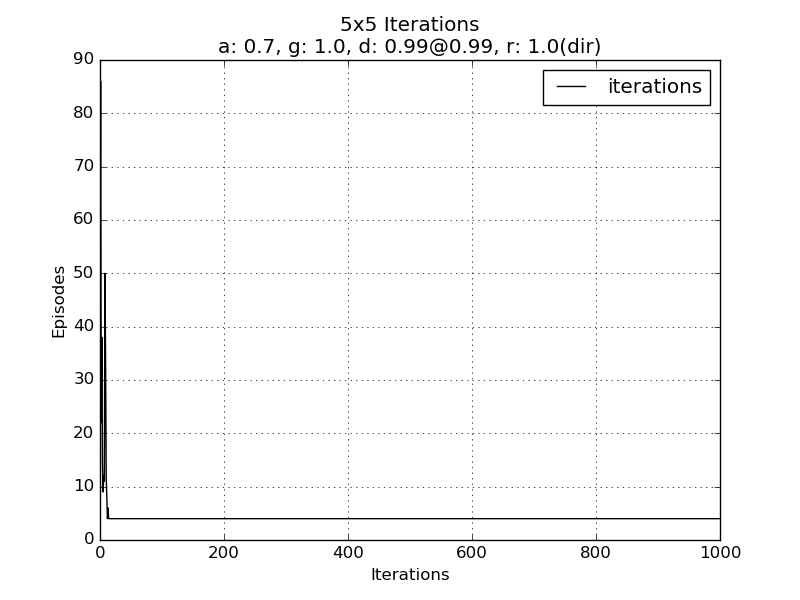 5x5 Iterations
a: 0.7, g: 1.0, d: 0.99@0.99, r: 1.0(dir)
iterations
90
80
70
60
50
40
30
20
10
0
Episodes
0 200 400 600 800 1000
Iterations